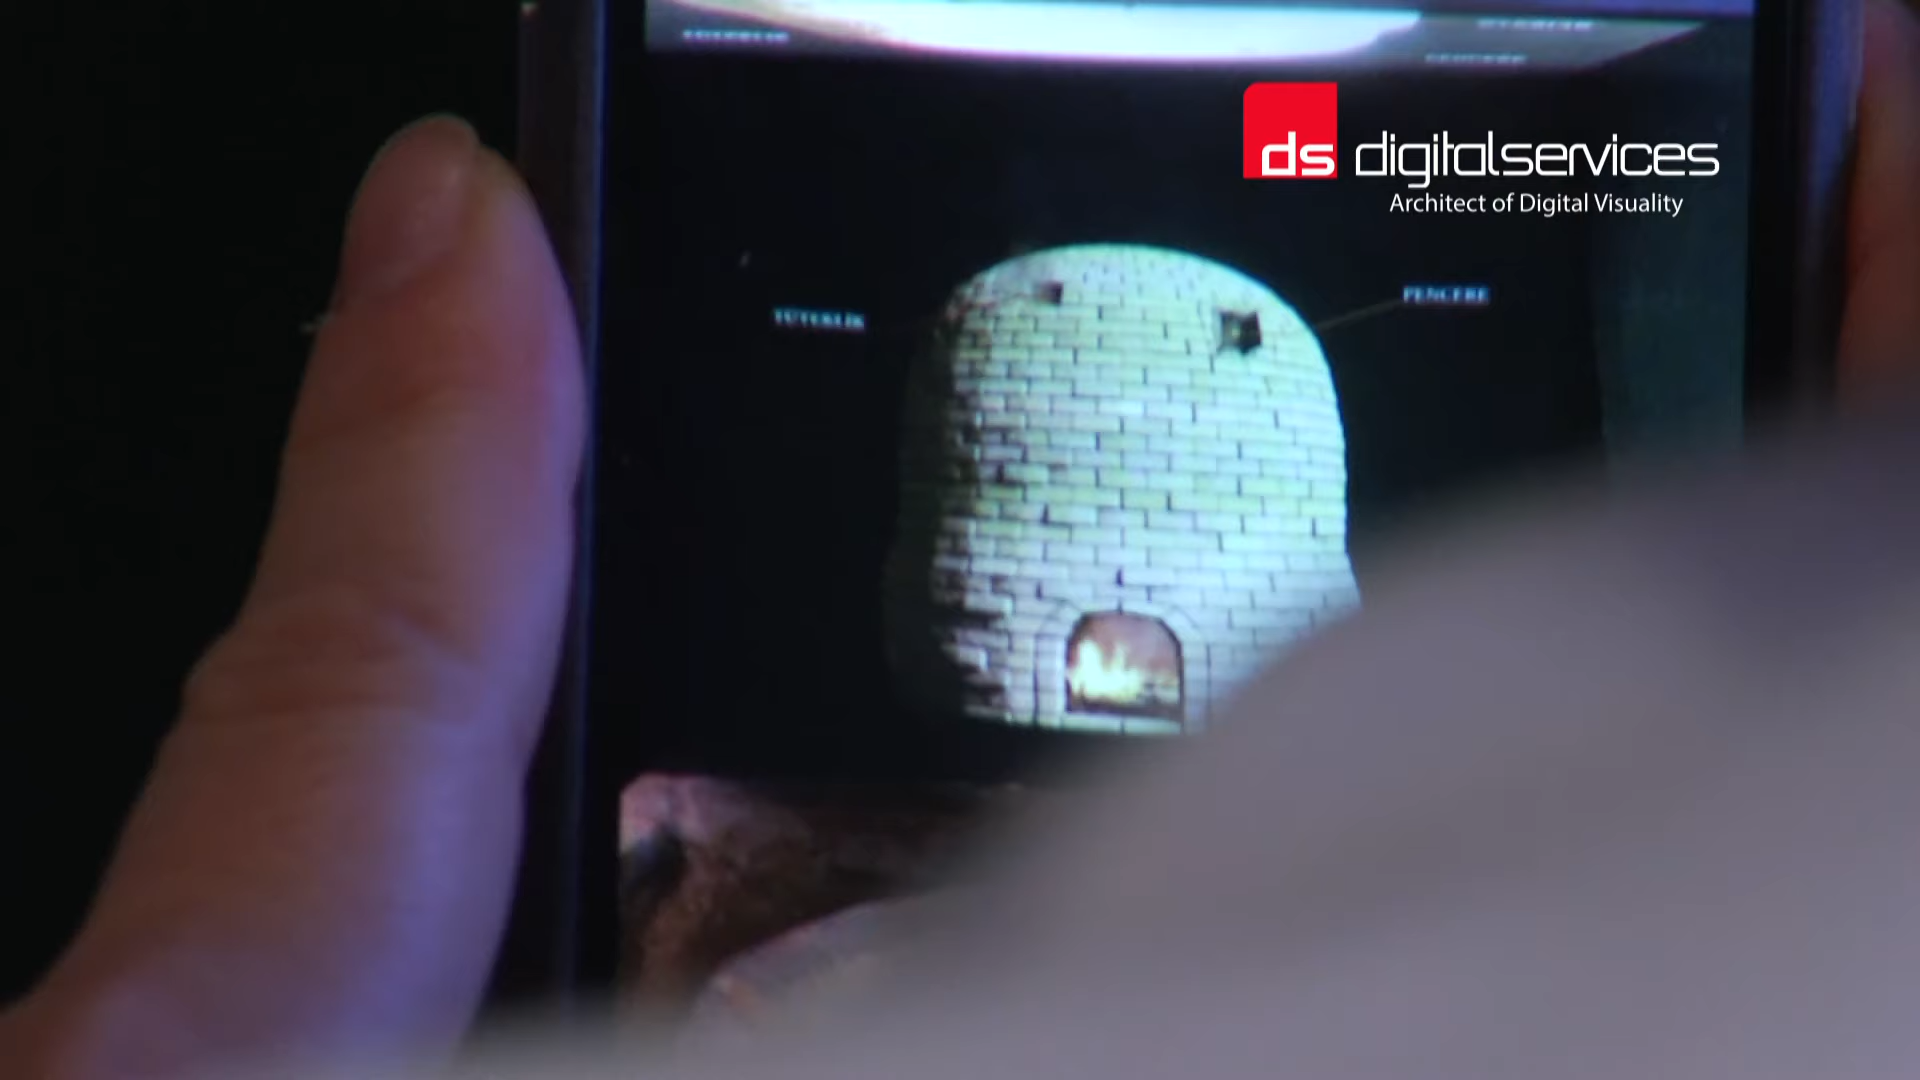 ds digitalservices
Architect of Digital Visuality
PENCERE
TÜTEKLİK